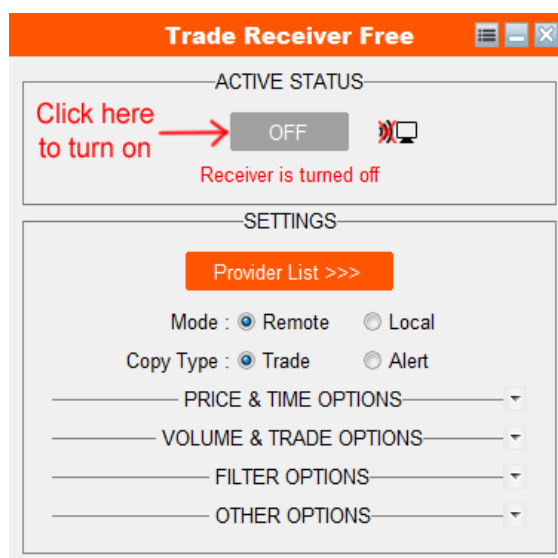 Trade Receiver Free
ACTIVE STATUS
Click here
to turn on
OFF
Receiver is turned off
SETTINGS
Provider List >>>
Mode : Remote Local
Copy Type : Trade Alert
PRICE & TIME OPTIONS
VOLUME & TRADE OPTIONS
FILTER OPTIONS
OTHER OPTIONS